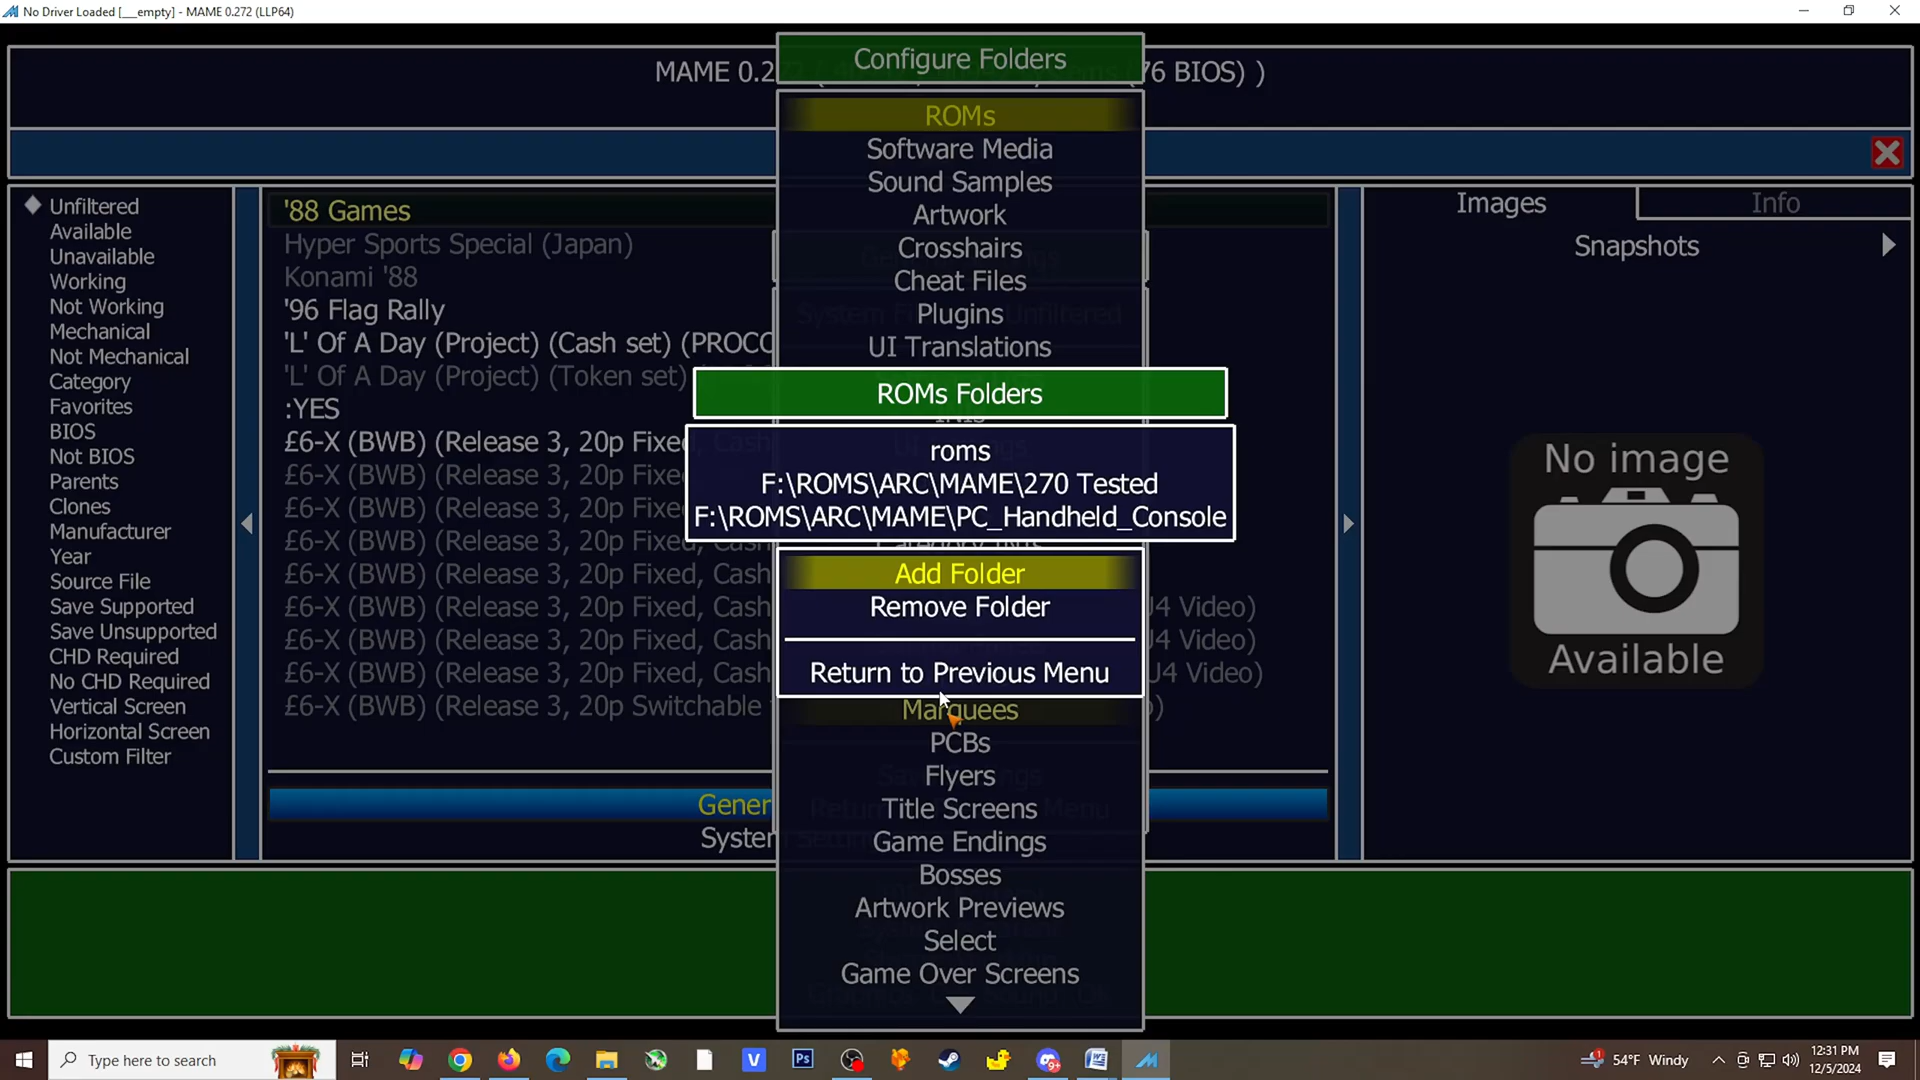 No Driver Loaded [___empty] - MAME 0.272 (LLP64)
Configure Folders
MAME 0.2
76 BIOS) )
ROMs
Software Media
Sound Samples
Artwork
Crosshairs
Cheat Files
Plugins
UI Translations
ROMs Folders
roms
F:\ROMS\ARC\MAME\270 Tested
F:\ROMS\ARC\MAME\PC_Handheld_Console
Add Folder
Remove Folder
Return to Previous Menu
Marquees
PCBs
Flyers
Title Screens
Game Endings
Bosses
Artwork Previews
Select
Game Over Screens
Unfiltered
Available
Unavailable
Working
Not Working
Mechanical
Not Mechanical
Category
Favorites
BIOS
Not BIOS
Parents
Clones
Manufacturer
Year
Source File
Save Supported
Save Unsupported
CHD Required
No CHD Required
Vertical Screen
Horizontal Screen
Custom Filter
'88 Games
Hyper Sports Special (Japan)
Konami '88
'96 Flag Rally
'L' Of A Day (Project) (Cash set) (PROCO
'L' Of A Day (Project) (Token set)
:YES
£6-X (BWB) (Release 3, 20p Fixed,
£6-X (BWB) (Release 3, 20p Fixed, Cash
£6-X (BWB) (Release 3, 20p Fixed, Cash
£6-X (BWB) (Release 3, 20p Fixed, Cash
£6-X (BWB) (Release 3, 20p Fixed, Cash
£6-X (BWB) (Release 3, 20p Fixed, Cash J4 Video)
£6-X (BWB) (Release 3, 20p Fixed, Cash J4 Video)
£6-X (BWB) (Release 3, 20p Fixed, Cash J4 Video)
£6-X (BWB) (Release 3, 20p Switchable )
Gener
System
Images
Info
Snapshots
No image
Available
Type here to search
54°F Windy
12:31 PM
12/5/2024